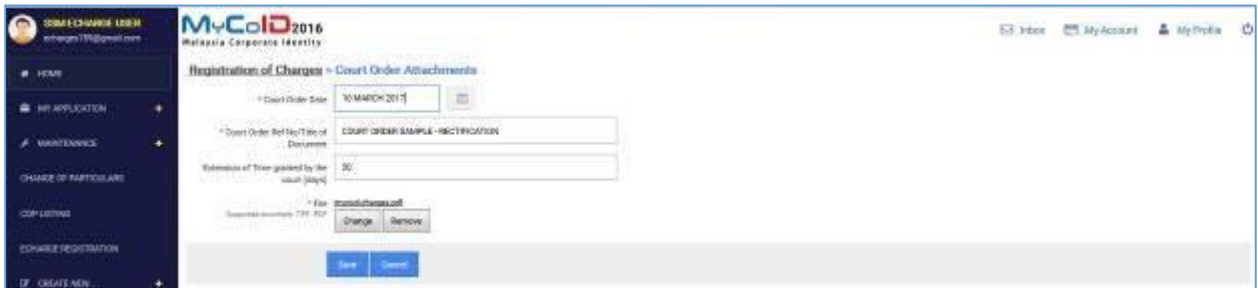 SSM ECHARGE USER
MyCoID2016
Malaysia Corporate Identity
Inbox
My Account
My Profile
HOME
MY APPLICATION +
MAINTENANCE +
CHANGE OF PARTICULARS
CDP LISTING
ECHARGE REGISTRATION
CREATE NEW... +
Registration of Charges » Court Order Attachments
* Court Order Date 10 MARCH 2017
* Court Order Ref No/Title of
Document
COURT ORDER SAMPLE - RECTIFICATION
Extension of Time granted by the
court [days]
30
* File
Supported document: TIFF, PDF
Change Remove
Save Cancel